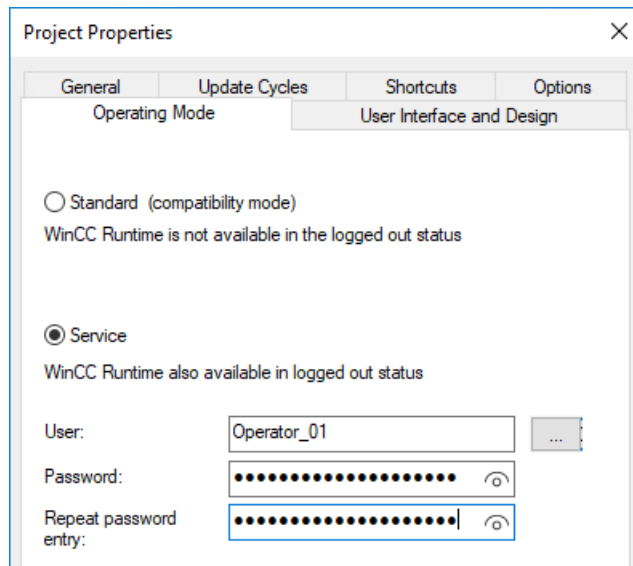 Project Properties
General Update Cycles Shortcuts Options
Operating Mode User Interface and Design
Standard (compatibility mode)
WinCC Runtime is not available in the logged out status
Service
WinCC Runtime also available in logged out status
User: Operator_01 ...
Password: ••••••••••••••••••••
Repeat password ••••••••••••••••••••
entry: